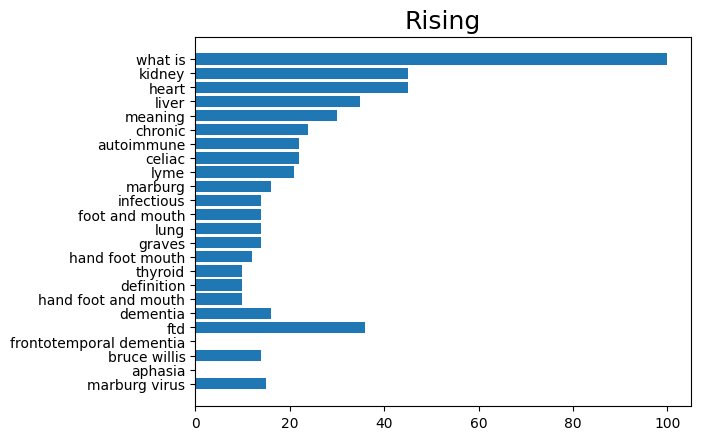 Rising
what is
kidney
heart
liver
meaning
chronic
autoimmune
celiac
lyme
marburg
infectious
foot and mouth
lung
graves
hand foot mouth
thyroid
definition
hand foot and mouth
dementia
ftd
frontotemporal dementia
bruce willis
aphasia
marburg virus
0 20 40 60 80 100